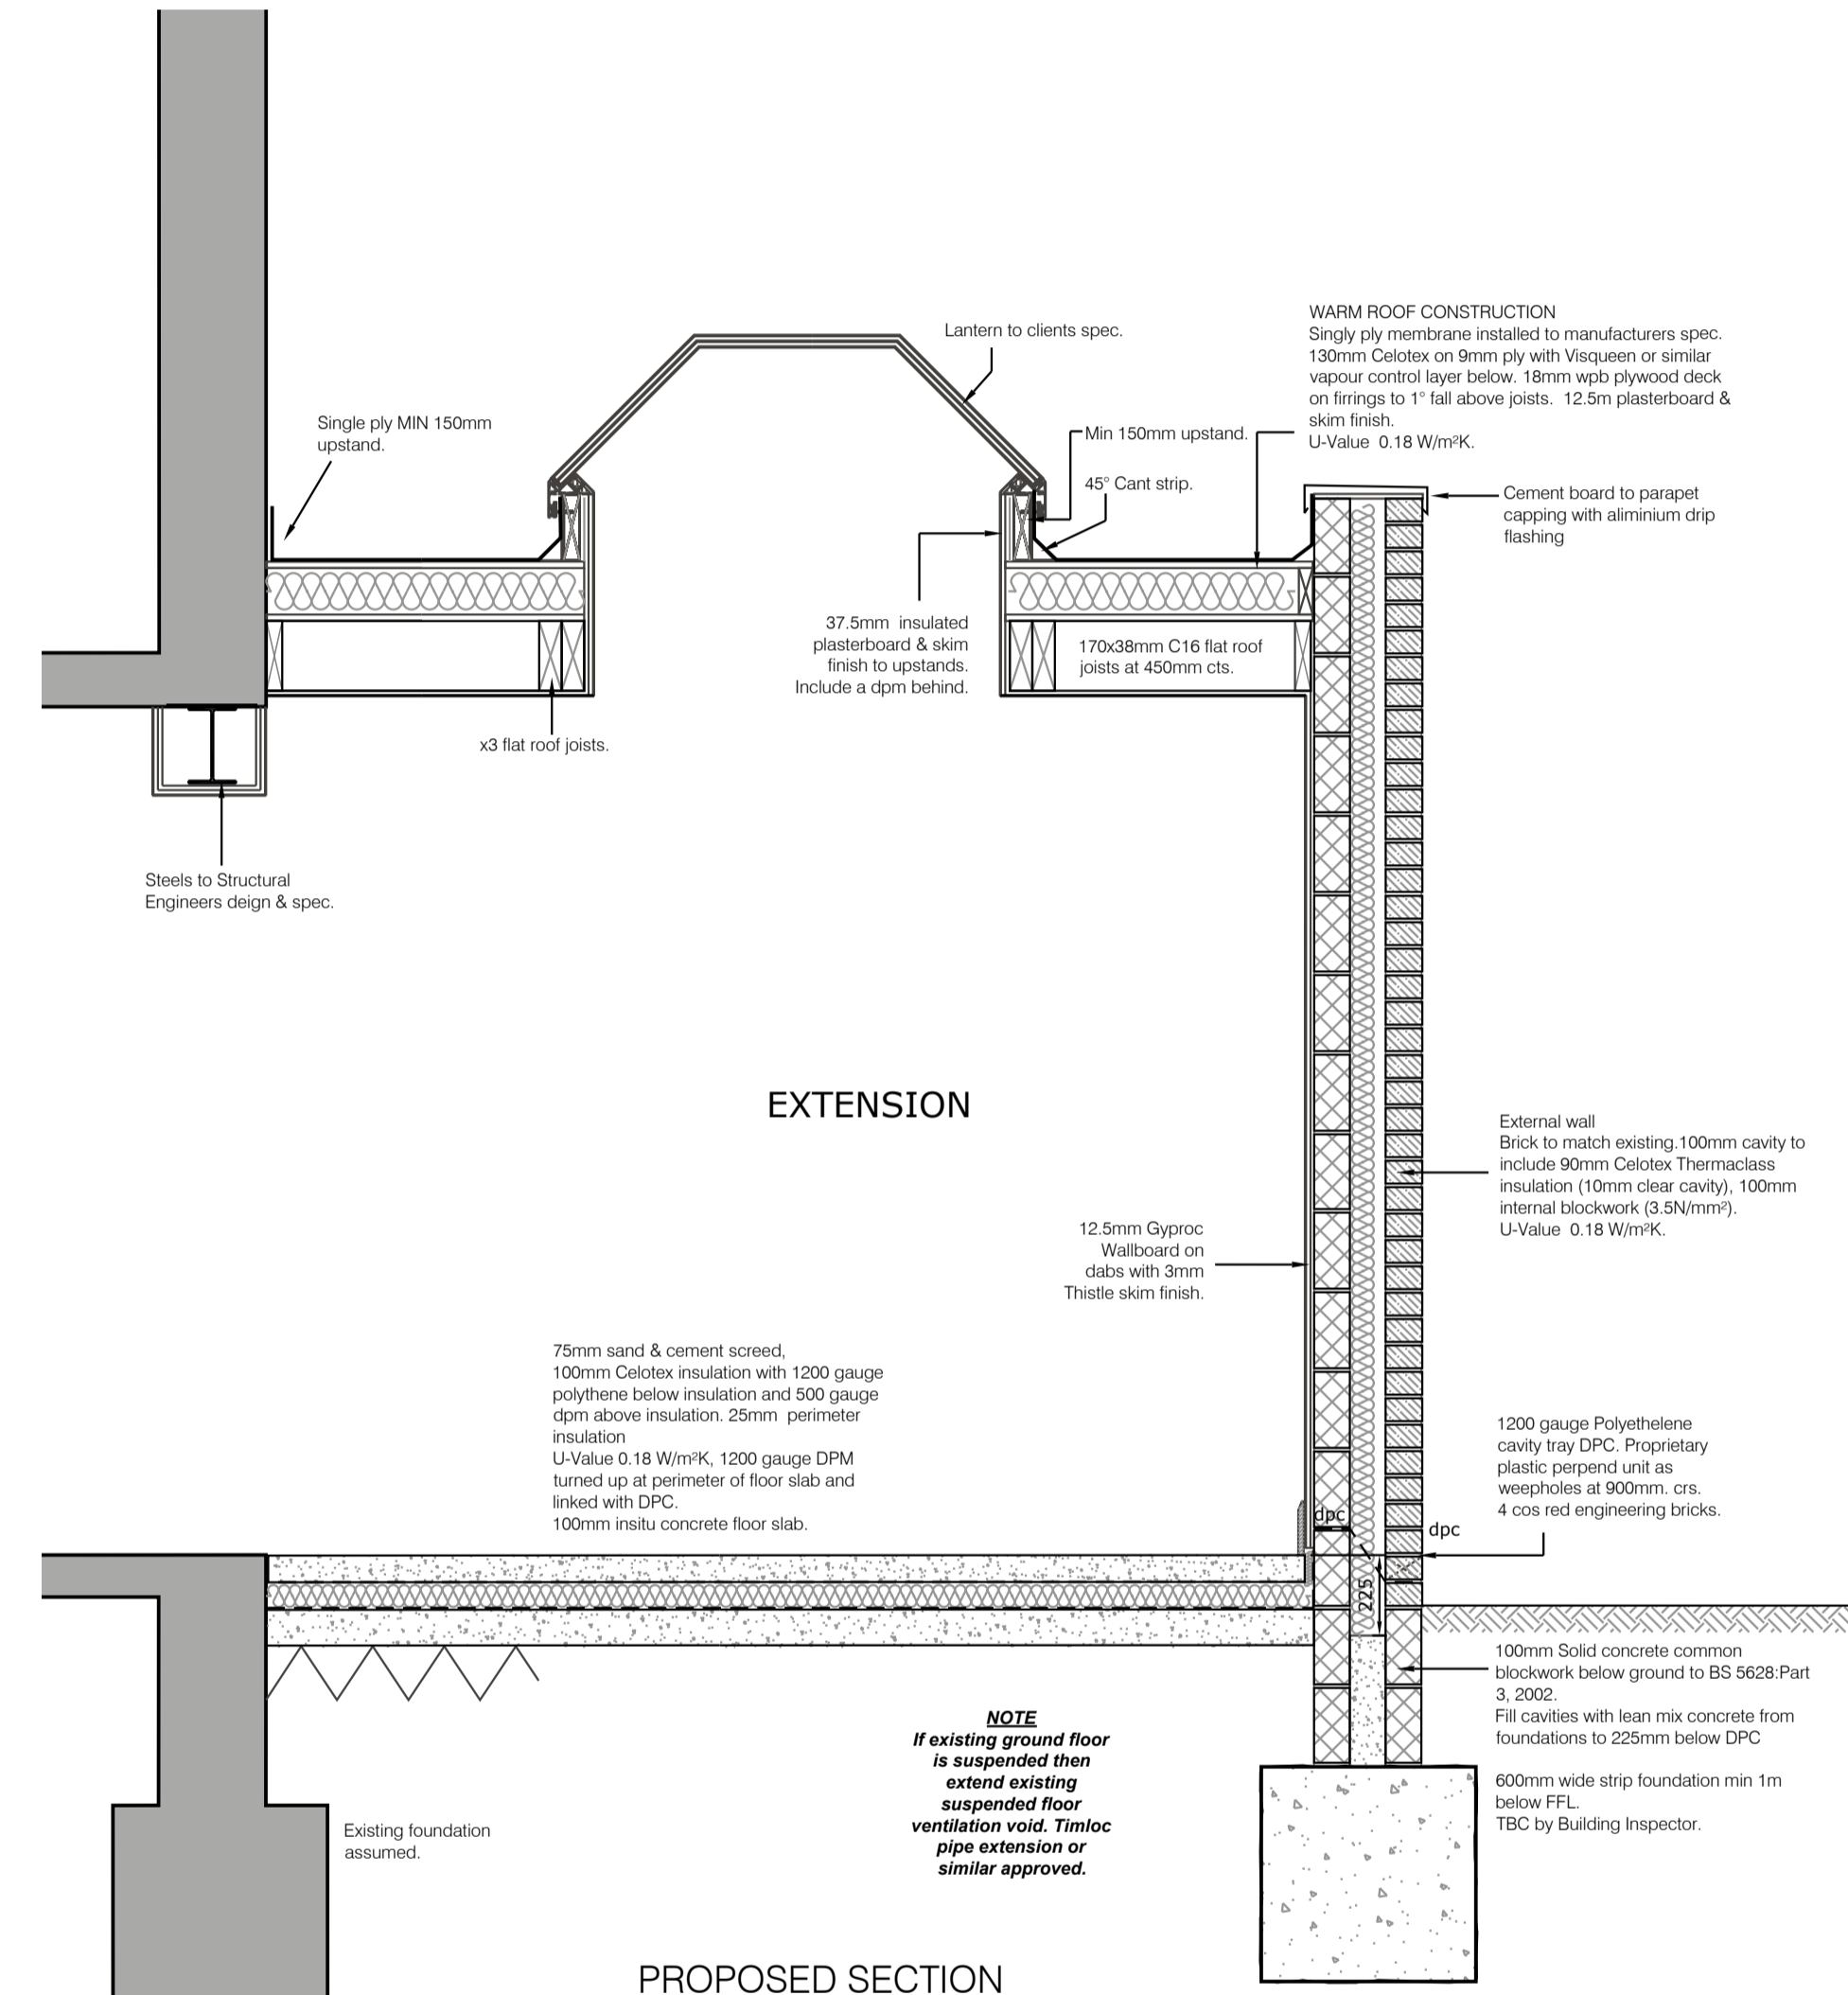 WARM ROOF CONSTRUCTION
Singly ply membrane installed to manufacturers spec.
130mm Celotex on 9mm ply with Visqueen or similar
vapour control layer below. 18mm wpb plywood deck
on firrings to 1° fall above joists. 12.5m plasterboard &
skim finish.
U-Value 0.18 W/m²K.
Lantern to clients spec.
Single ply MIN 150mm
upstand.
Min 150mm upstand.
45° Cant strip.
Cement board to parapet
capping with aliminium drip
flashing
37.5mm insulated
plasterboard & skim
finish to upstands.
Include a dpm behind.
170x38mm C16 flat roof
joists at 450mm cts.
x3 flat roof joists.
Steels to Structural
Engineers deign & spec.
EXTENSION
External wall
Brick to match existing.100mm cavity to
include 90mm Celotex Thermaclass
insulation (10mm clear cavity), 100mm
internal blockwork (3.5N/mm²).
U-Value 0.18 W/m²K.
12.5mm Gyproc
Wallboard on
dabs with 3mm
Thistle skim finish.
75mm sand & cement screed,
100mm Celotex insulation with 1200 gauge
polythene below insulation and 500 gauge
dpm above insulation. 25mm perimeter
insulation
U-Value 0.18 W/m²K, 1200 gauge DPM
turned up at perimeter of floor slab and
linked with DPC.
100mm insitu concrete floor slab.
1200 gauge Polyethelene
cavity tray DPC. Proprietary
plastic perpend unit as
weepholes at 900mm. crs.
4 cos red engineering bricks.
dpc
dpc
225
100mm Solid concrete common
blockwork below ground to BS 5628:Part
3, 2002.
Fill cavities with lean mix concrete from
foundations to 225mm below DPC
600mm wide strip foundation min 1m
below FFL.
TBC by Building Inspector.
NOTE
If existing ground floor
is suspended then
extend existing
suspended floor
ventilation void. Timloc
pipe extension or
similar approved.
Existing foundation
assumed.
PROPOSED SECTION